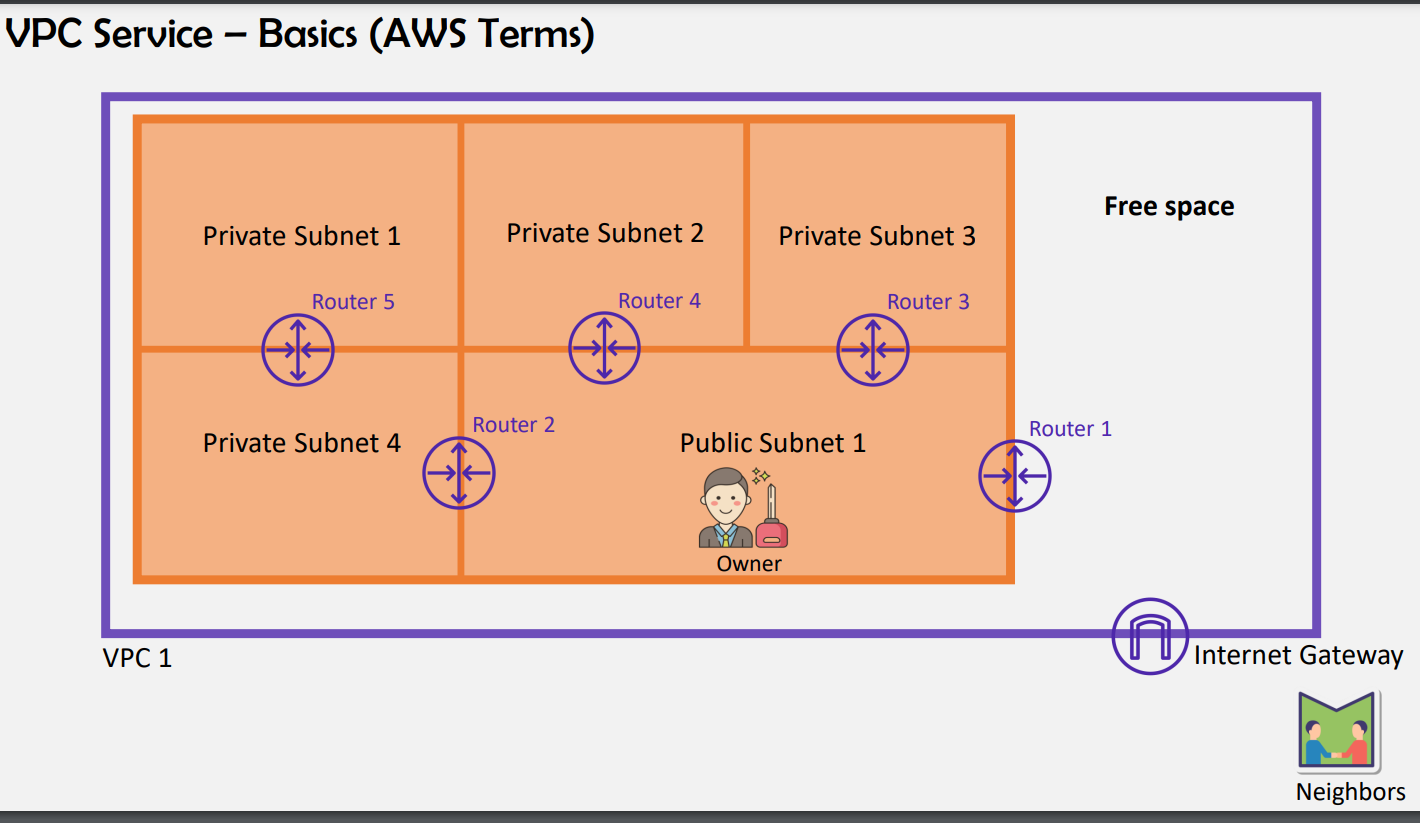 VPC Service – Basics (AWS Terms)
Free space
Private Subnet 1
Private Subnet 2
Private Subnet 3
Router 5
Router 4
Router 3
Router 2
Router 1
Private Subnet 4
Public Subnet 1
Owner
VPC 1
Internet Gateway
Neighbors